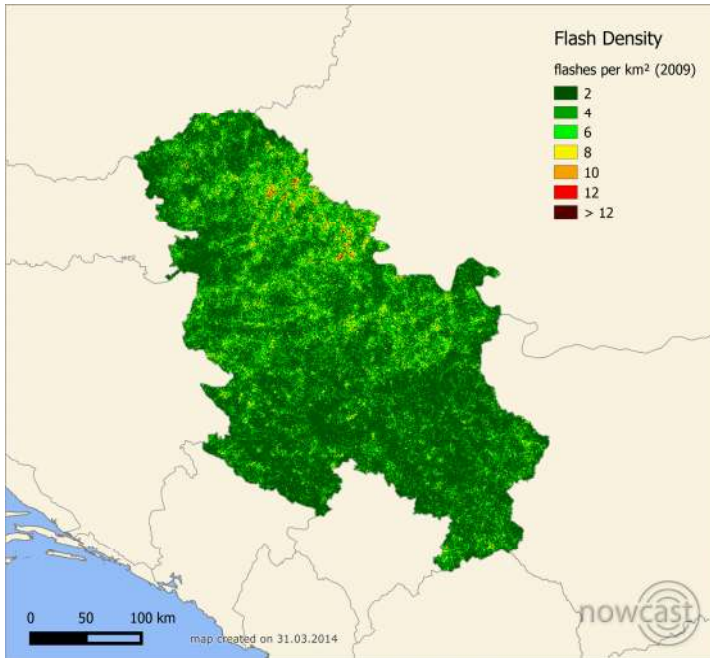 Flash Density
flashes per km² (2009)
2
4
6
8
10
12
> 12
0 50 100 km
map created on 31.03.2014
nowcast